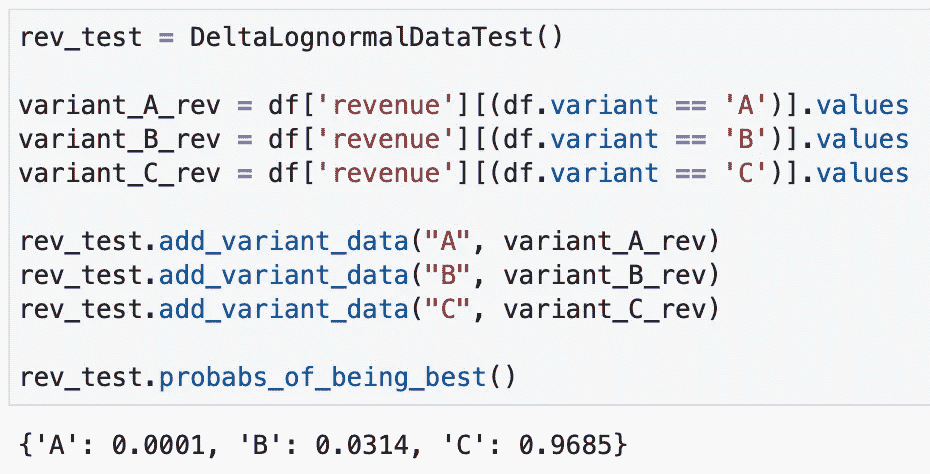 rev_test = DeltaLognormalDataTest()
variant_A_rev = df['revenue'][(df.variant == 'A')].values
variant_B_rev = df['revenue'][(df.variant == 'B')].values
variant_C_rev = df['revenue'][(df.variant == 'C')].values
rev_test.add_variant_data("A", variant_A_rev)
rev_test.add_variant_data("B", variant_B_rev)
rev_test.add_variant_data("C", variant_C_rev)
rev_test.probabs_of_being_best()
{'A': 0.0001, 'B': 0.0314, 'C': 0.9685}